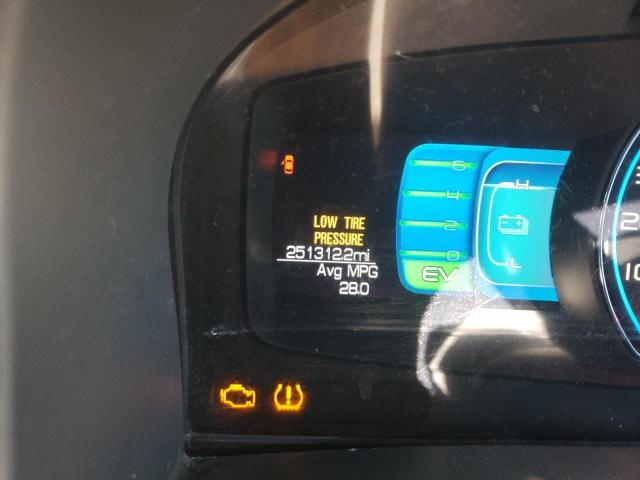 LOW TIRE
PRESSURE
251312.2mi
Avg MPG
28.0
6
4
2
0
EV
H
L